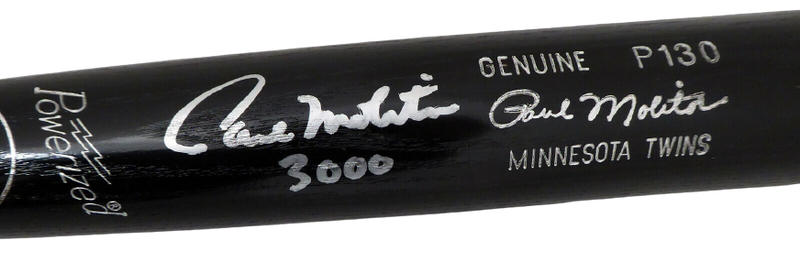 Powerized®
Paul Molitor
3000
GENUINE P130
Paul Molitor
MINNESOTA TWINS